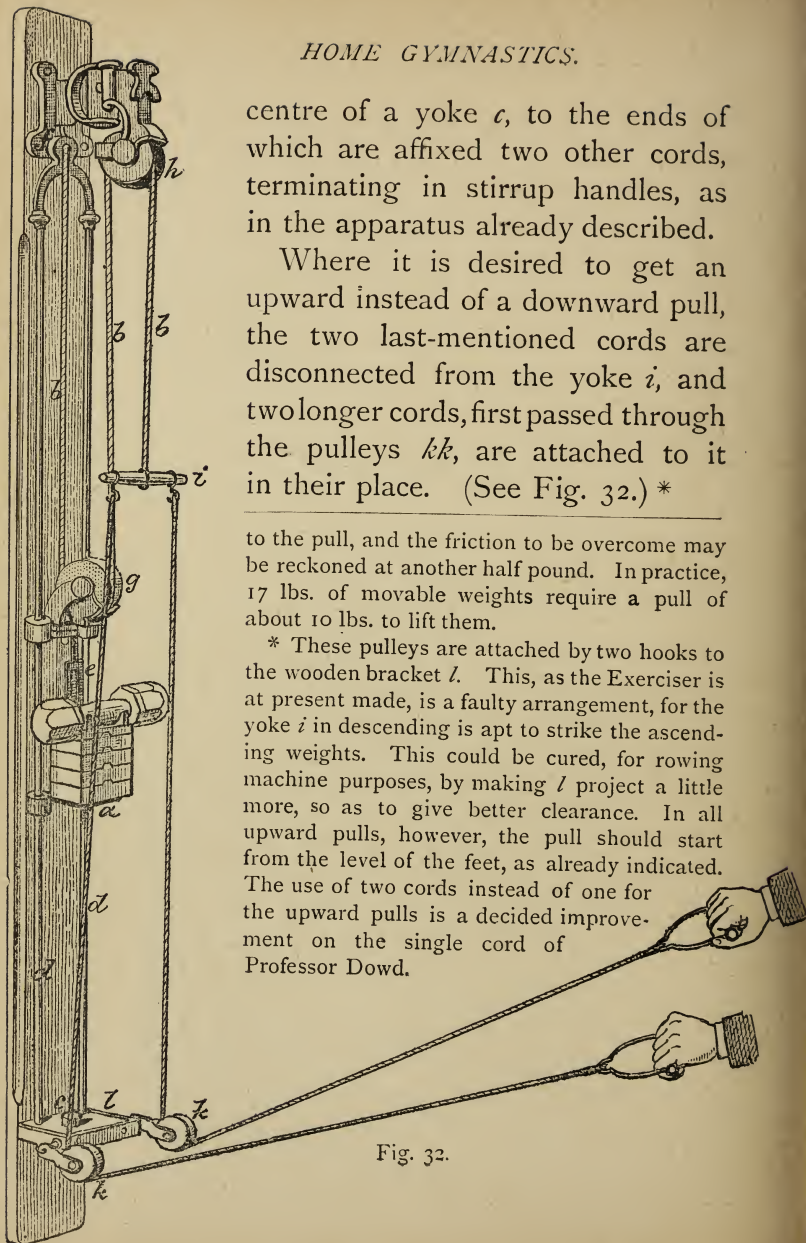 HOME GYMNASTICS.
centre of a yoke c, to the ends of
which are affixed two other cords,
terminating in stirrup handles, as
in the apparatus already described.
Where it is desired to get an
upward instead of a downward pull,
the two last-mentioned cords are
disconnected from the yoke i, and
two longer cords, first passed through
the pulleys kk, are attached to it
in their place. (See Fig. 32.) *
to the pull, and the friction to be overcome may
be reckoned at another half pound. In practice,
17 lbs. of movable weights require a pull of
about 10 lbs. to lift them.
* These pulleys are attached by two hooks to
the wooden bracket l. This, as the Exerciser is
at present made, is a faulty arrangement, for the
yoke i in descending is apt to strike the ascend-
ing weights. This could be cured, for rowing
machine purposes, by making l project a little
more, so as to give better clearance. In all
upward pulls, however, the pull should start
from the level of the feet, as already indicated.
The use of two cords instead of one for
the upward pulls is a decided improve-
ment on the single cord of
Professor Dowd.
h
b b
b
i
g
e
a
d
d
c l k
k
Fig. 32.